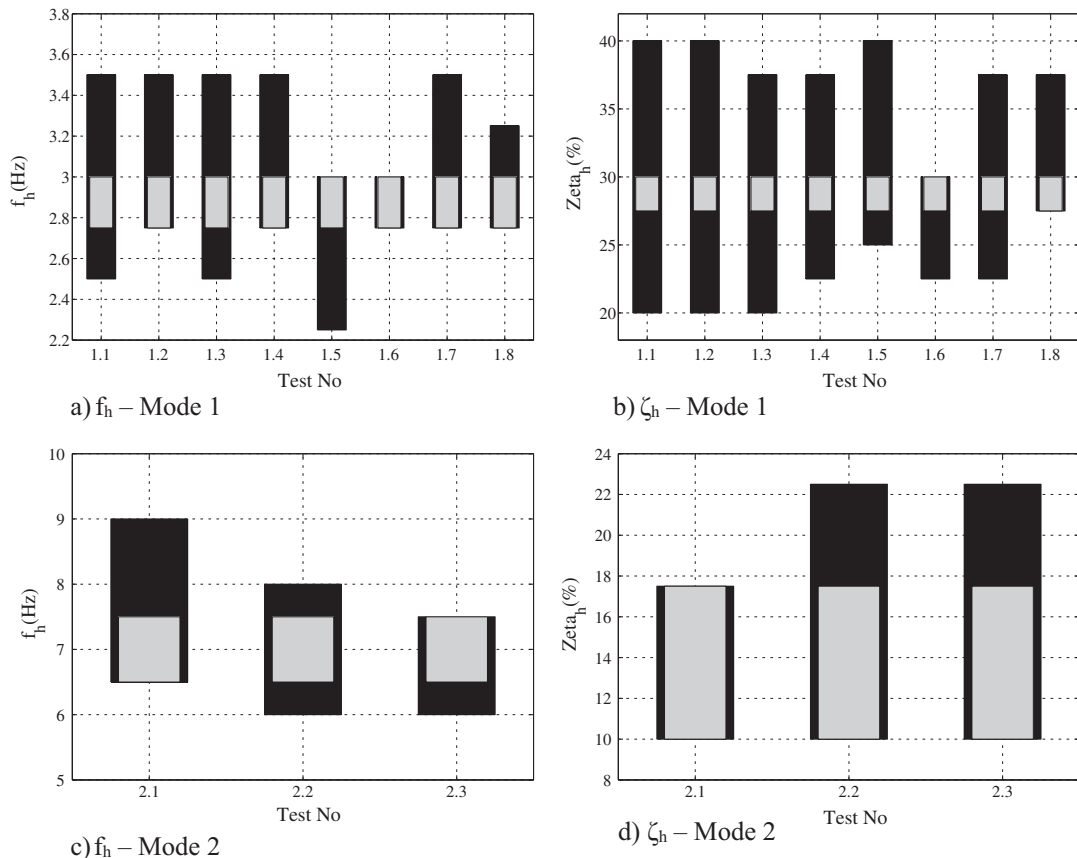 3.8
3.6
3.4
3.2
3
2.8
2.6
2.4
2.2
f_h(Hz)
1.1 1.2 1.3 1.4 1.5 1.6 1.7 1.8
Test No
a) fₕ – Mode 1
40
35
30
25
20
Zeta_h(%)
1.1 1.2 1.3 1.4 1.5 1.6 1.7 1.8
Test No
b) ζₕ – Mode 1
10
9
8
7
6
5
f_h(Hz)
2.1 2.2 2.3
Test No
c) fₕ – Mode 2
24
22
20
18
16
14
12
10
8
Zeta_h(%)
2.1 2.2 2.3
Test No
d) ζₕ – Mode 2